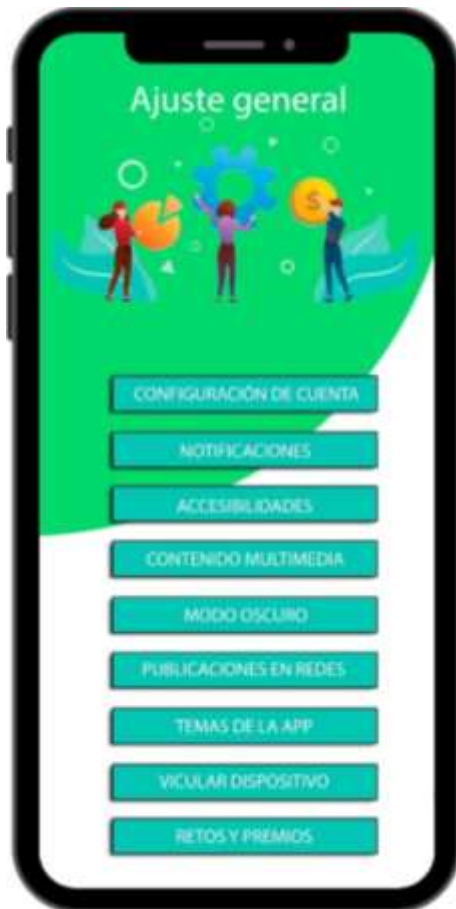 Ajuste general
$
CONFIGURACIÓN DE CUENTA
NOTIFICACIONES
ACCESIBILIDADES
CONTENIDO MULTIMEDIA
MODO OSCURO
PUBLICACIONES EN REDES
TEMAS DE LA APP
VICULAR DISPOSITIVO
RETOS Y PREMIOS